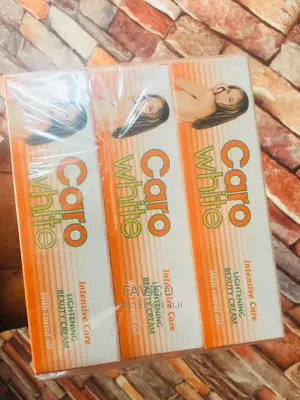 Caro
white
Intensive Care
LIGHTENING
BEAUTY CREAM
With carrot oil
Caro
white
Intensive Care
LIGHTENING
BEAUTY CREAM
With carrot oil
Caro
white
Intensive Care
LIGHTENING
BEAUTY CREAM
With carrot oil